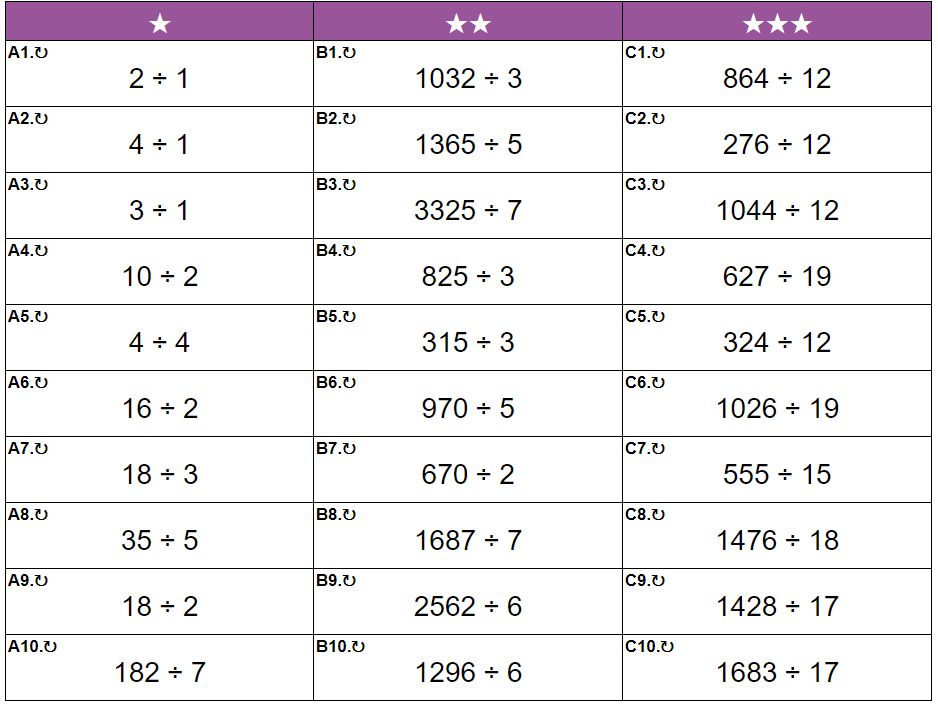 ★ ★★ ★★★
A1.↻ B1.↻ C1.↻
2 ÷ 1 1032 ÷ 3 864 ÷ 12
A2.↻ B2.↻ C2.↻
4 ÷ 1 1365 ÷ 5 276 ÷ 12
A3.↻ B3.↻ C3.↻
3 ÷ 1 3325 ÷ 7 1044 ÷ 12
A4.↻ B4.↻ C4.↻
10 ÷ 2 825 ÷ 3 627 ÷ 19
A5.↻ B5.↻ C5.↻
4 ÷ 4 315 ÷ 3 324 ÷ 12
A6.↻ B6.↻ C6.↻
16 ÷ 2 970 ÷ 5 1026 ÷ 19
A7.↻ B7.↻ C7.↻
18 ÷ 3 670 ÷ 2 555 ÷ 15
A8.↻ B8.↻ C8.↻
35 ÷ 5 1687 ÷ 7 1476 ÷ 18
A9.↻ B9.↻ C9.↻
18 ÷ 2 2562 ÷ 6 1428 ÷ 17
A10.↻ B10.↻ C10.↻
182 ÷ 7 1296 ÷ 6 1683 ÷ 17